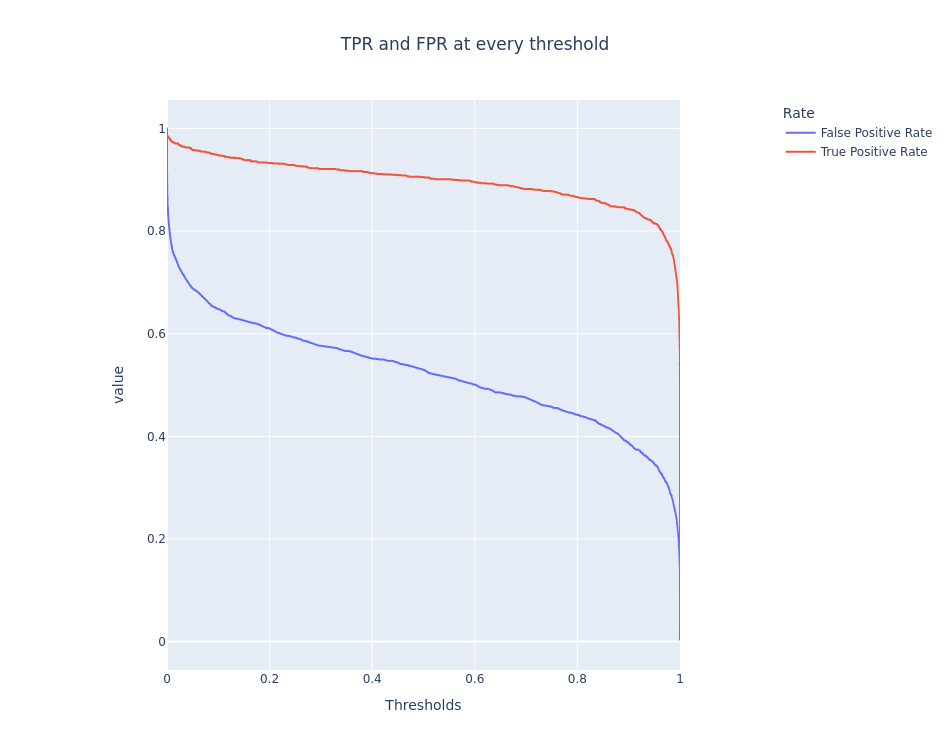 TPR and FPR at every threshold
Rate
False Positive Rate
True Positive Rate
value
1
0.8
0.6
0.4
0.2
0
0 0.2 0.4 0.6 0.8 1
Thresholds